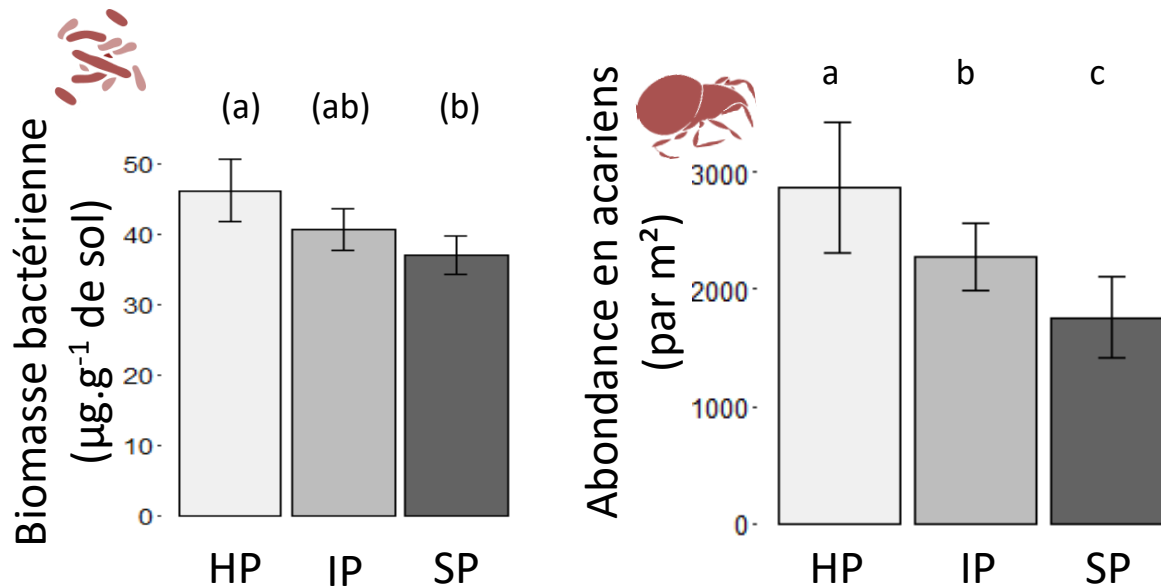 Biomasse bactérienne
(µg.g⁻¹ de sol)
(a) (ab) (b)
50
40
30
20
10
0
HP IP SP
Abondance en acariens
(par m²)
a b c
3000
2000
1000
0
HP IP SP